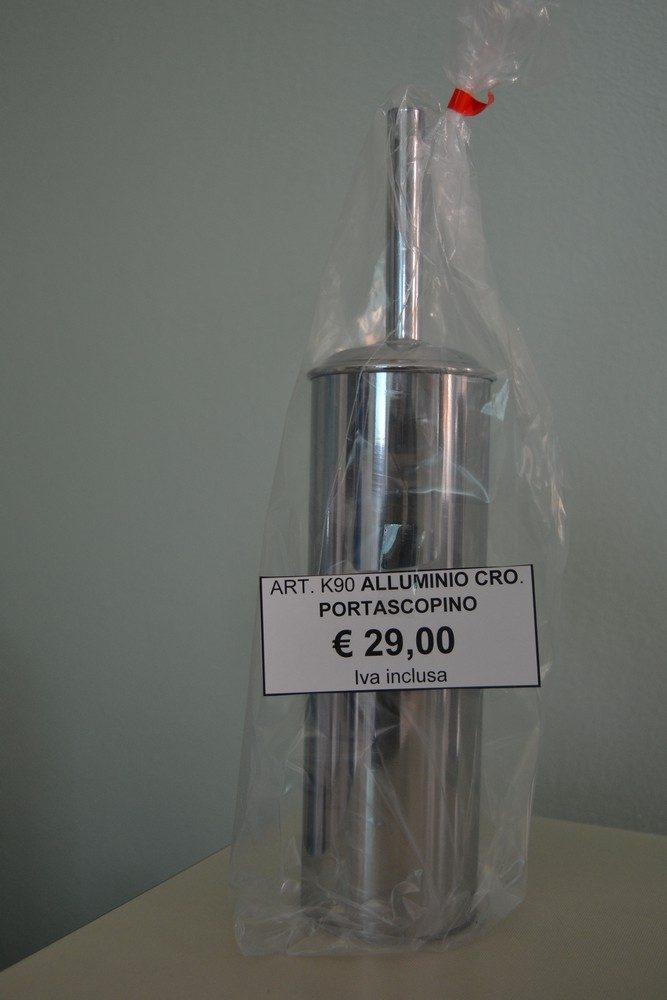 ART. K90 ALLUMINIO CRO.
PORTASCOPINO
€ 29,00
Iva inclusa